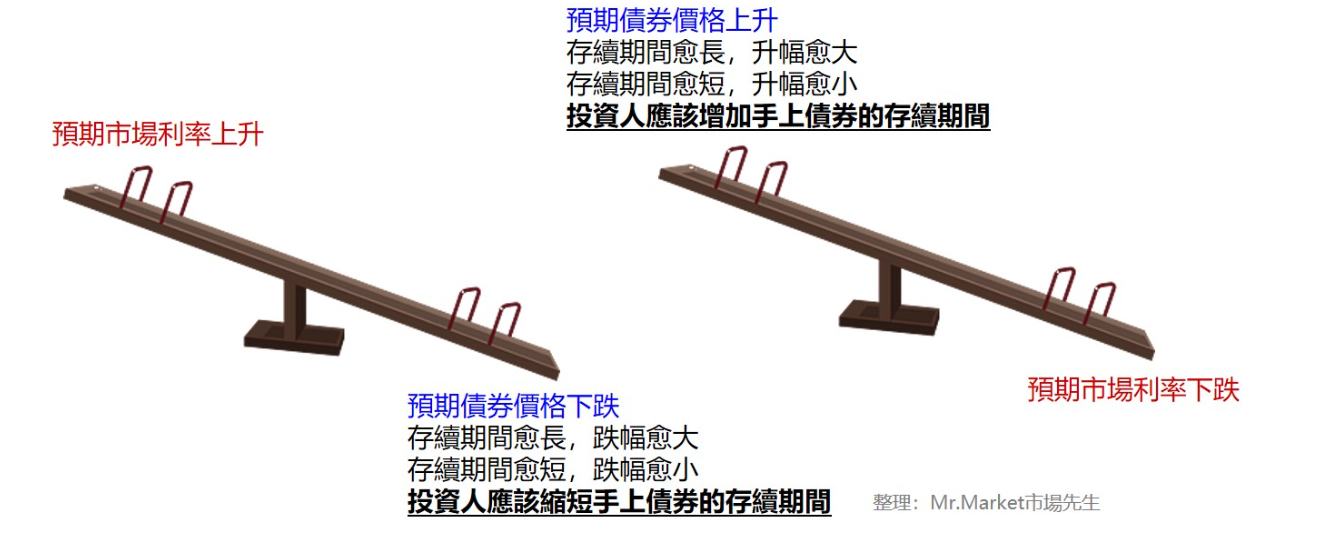 預期市場利率上升
預期債券價格下跌
存續期間愈長，跌幅愈大
存續期間愈短，跌幅愈小
投資人應該縮短手上債券的存續期間
預期債券價格上升
存續期間愈長，升幅愈大
存續期間愈短，升幅愈小
投資人應該增加手上債券的存續期間
預期市場利率下跌
整理：Mr.Market市場先生